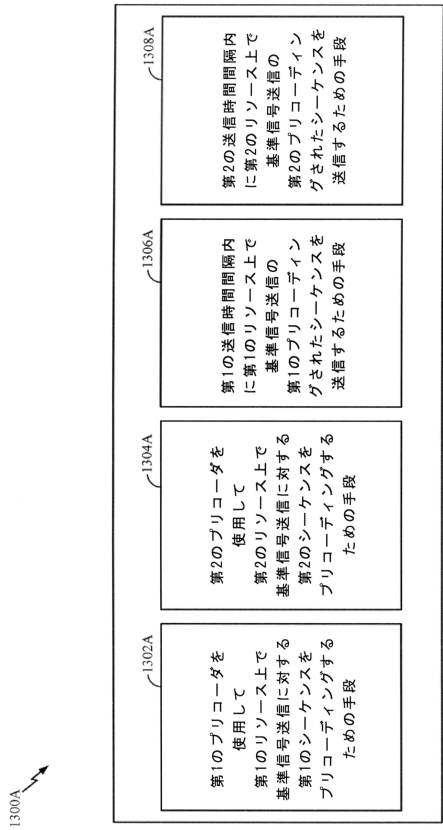 1300A
1302A
第1のプリコーダを
使用して
第1のリソース上で
基準信号送信に対する
第1のシーケンスを
プリコーディングする
ための手段
1304A
第2のプリコーダを
使用して
第2のリソース上で
基準信号送信に対する
第2のシーケンスを
プリコーディングする
ための手段
1306A
第1の送信時間間隔内
に第1のリソース上で
基準信号送信の
第1のプリコーディン
グされたシーケンスを
送信するための手段
1308A
第2の送信時間間隔内
に第2のリソース上で
基準信号送信の
第2のプリコーディン
グされたシーケンスを
送信するための手段